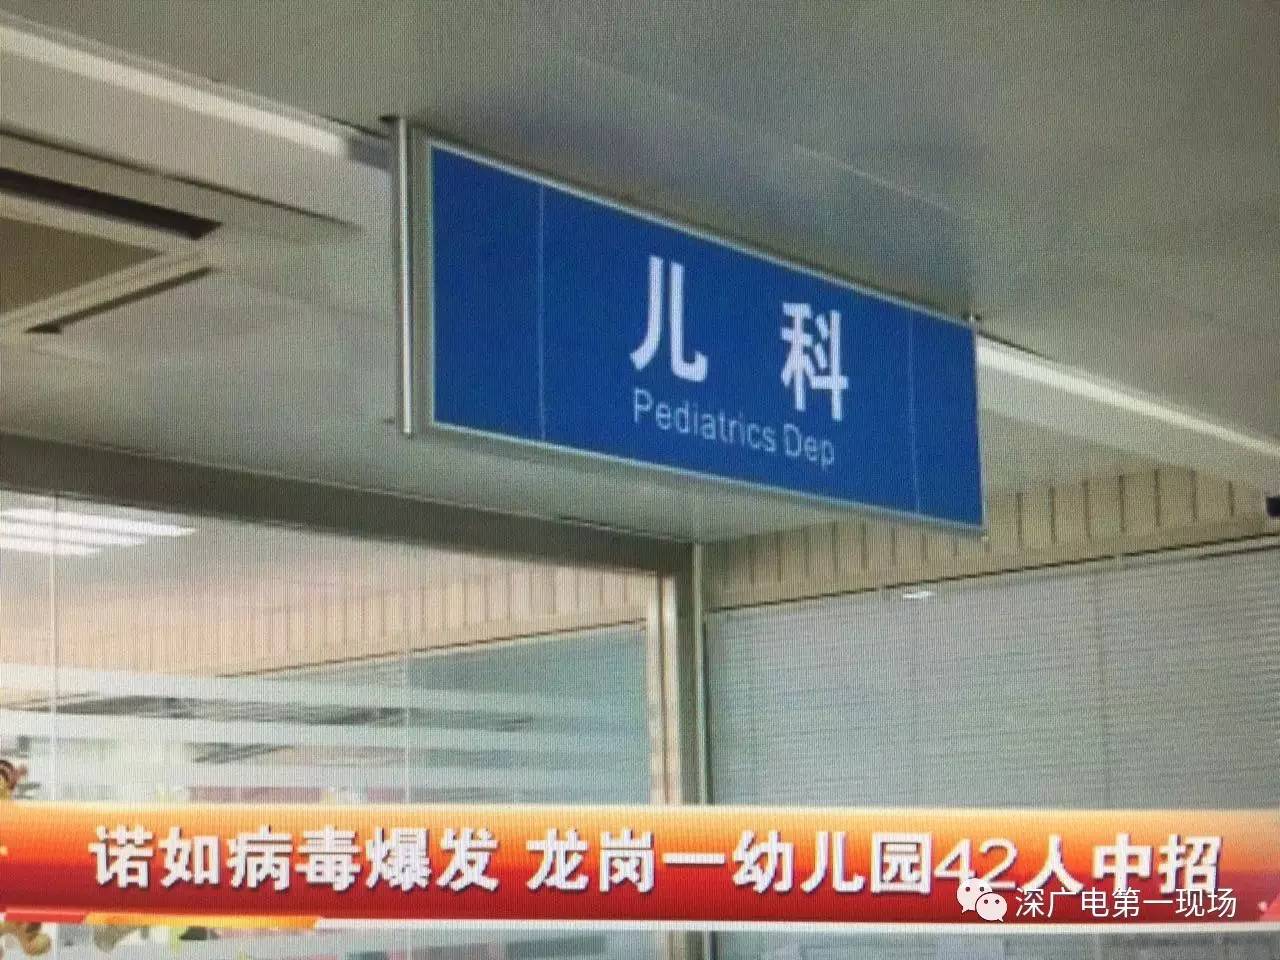 儿科
Pediatrics Dep
诺如病毒爆发 龙岗一幼儿园42人中招
深广电第一现场